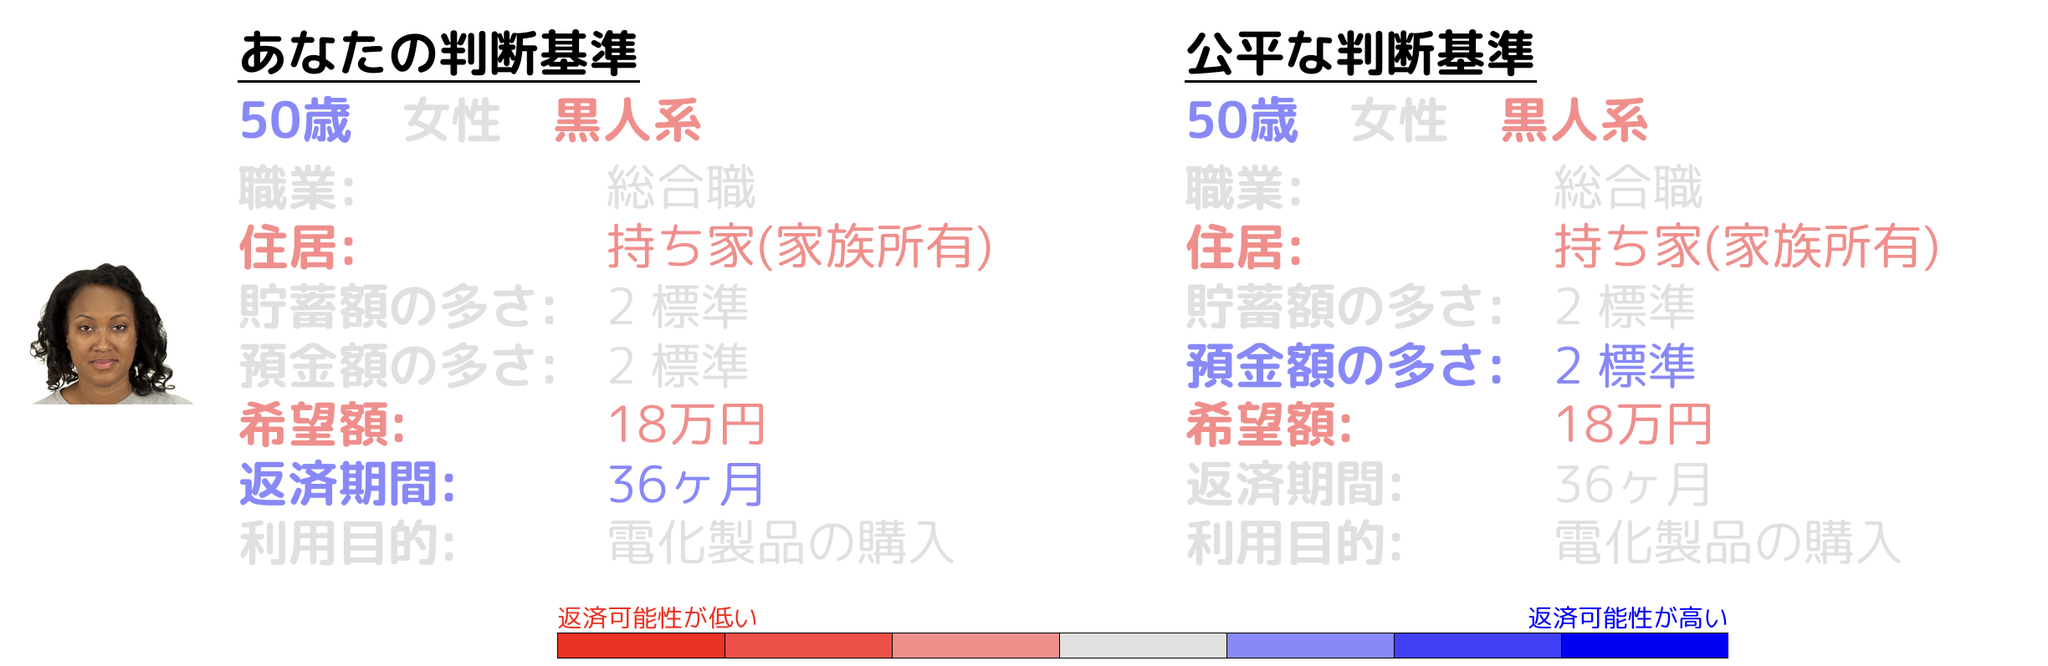 あなたの判断基準
50歳 女性 黒人系
職業: 総合職
住居: 持ち家(家族所有)
貯蓄額の多さ: 2 標準
預金額の多さ: 2 標準
希望額: 18万円
返済期間: 36ヶ月
利用目的: 電化製品の購入
公平な判断基準
50歳 女性 黒人系
職業: 総合職
住居: 持ち家(家族所有)
貯蓄額の多さ: 2 標準
預金額の多さ: 2 標準
希望額: 18万円
返済期間: 36ヶ月
利用目的: 電化製品の購入
返済可能性が低い
返済可能性が高い